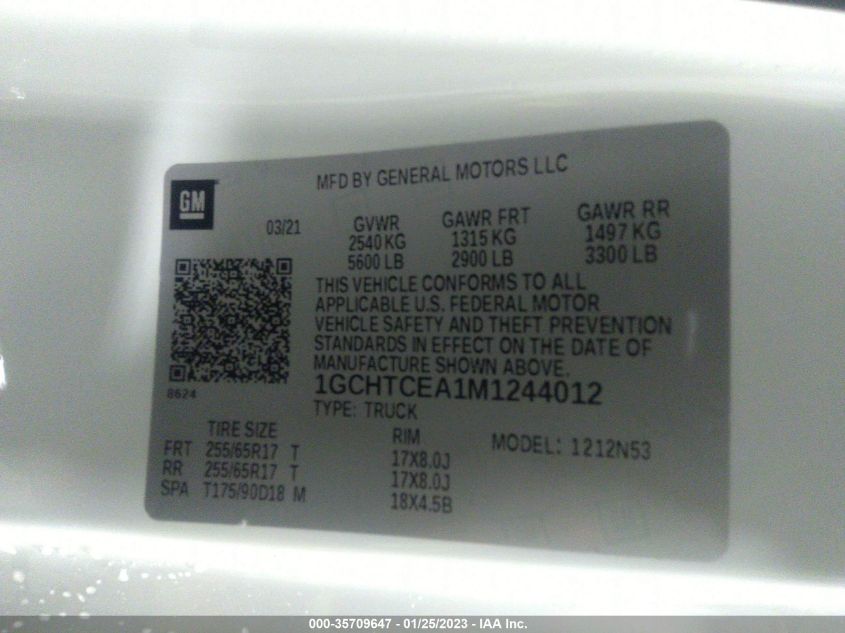 GM
MFD BY GENERAL MOTORS LLC
03/21
GVWR GAWR FRT GAWR RR
2540 KG 1315 KG 1497 KG
5600 LB 2900 LB 3300 LB
THIS VEHICLE CONFORMS TO ALL
APPLICABLE U.S. FEDERAL MOTOR
VEHICLE SAFETY AND THEFT PREVENTION
STANDARDS IN EFFECT ON THE DATE OF
MANUFACTURE SHOWN ABOVE.
8624
1GCHTCEA1M1244012
TYPE: TRUCK
TIRE SIZE RIM MODEL: 1212N53
FRT 255/65R17 T 17X8.0J
RR 255/65R17 T 17X8.0J
SPA T175/90D18 M 18X4.5B
000-35709647 - 01/25/2023 - IAA Inc.